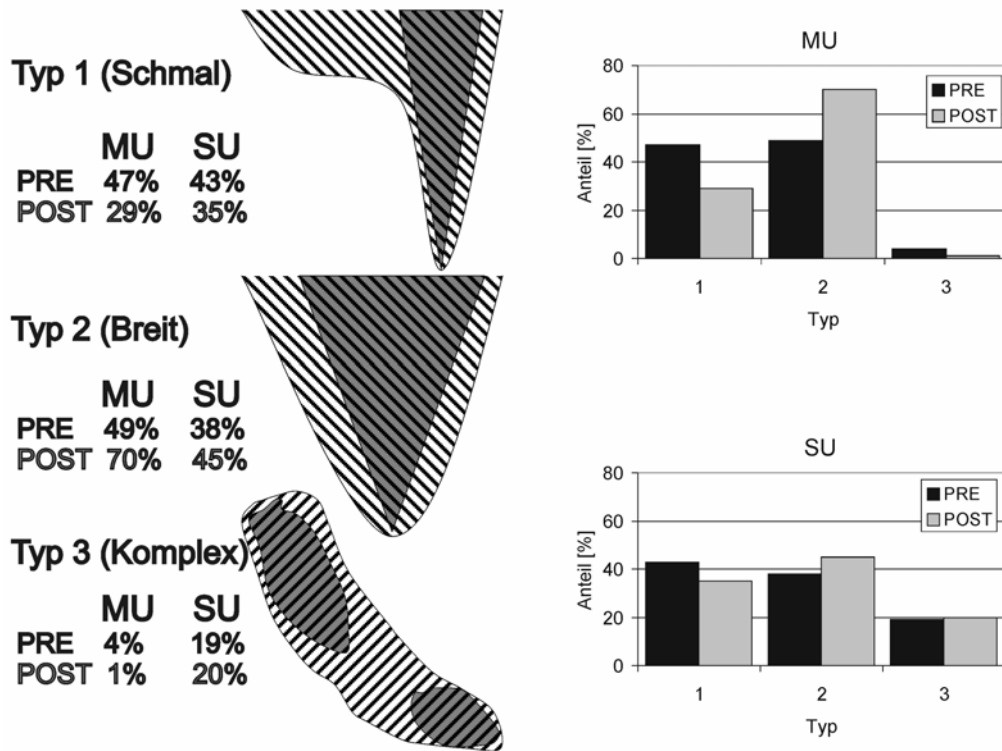 Typ 1 (Schmal)
MU SU
PRE 47% 43%
POST 29% 35%
Typ 2 (Breit)
MU SU
PRE 49% 38%
POST 70% 45%
Typ 3 (Komplex)
MU SU
PRE 4% 19%
POST 1% 20%
MU
Anteil [%]
80
60
40
20
0
PRE
POST
1 2 3
Typ
SU
Anteil [%]
80
60
40
20
0
PRE
POST
1 2 3
Typ